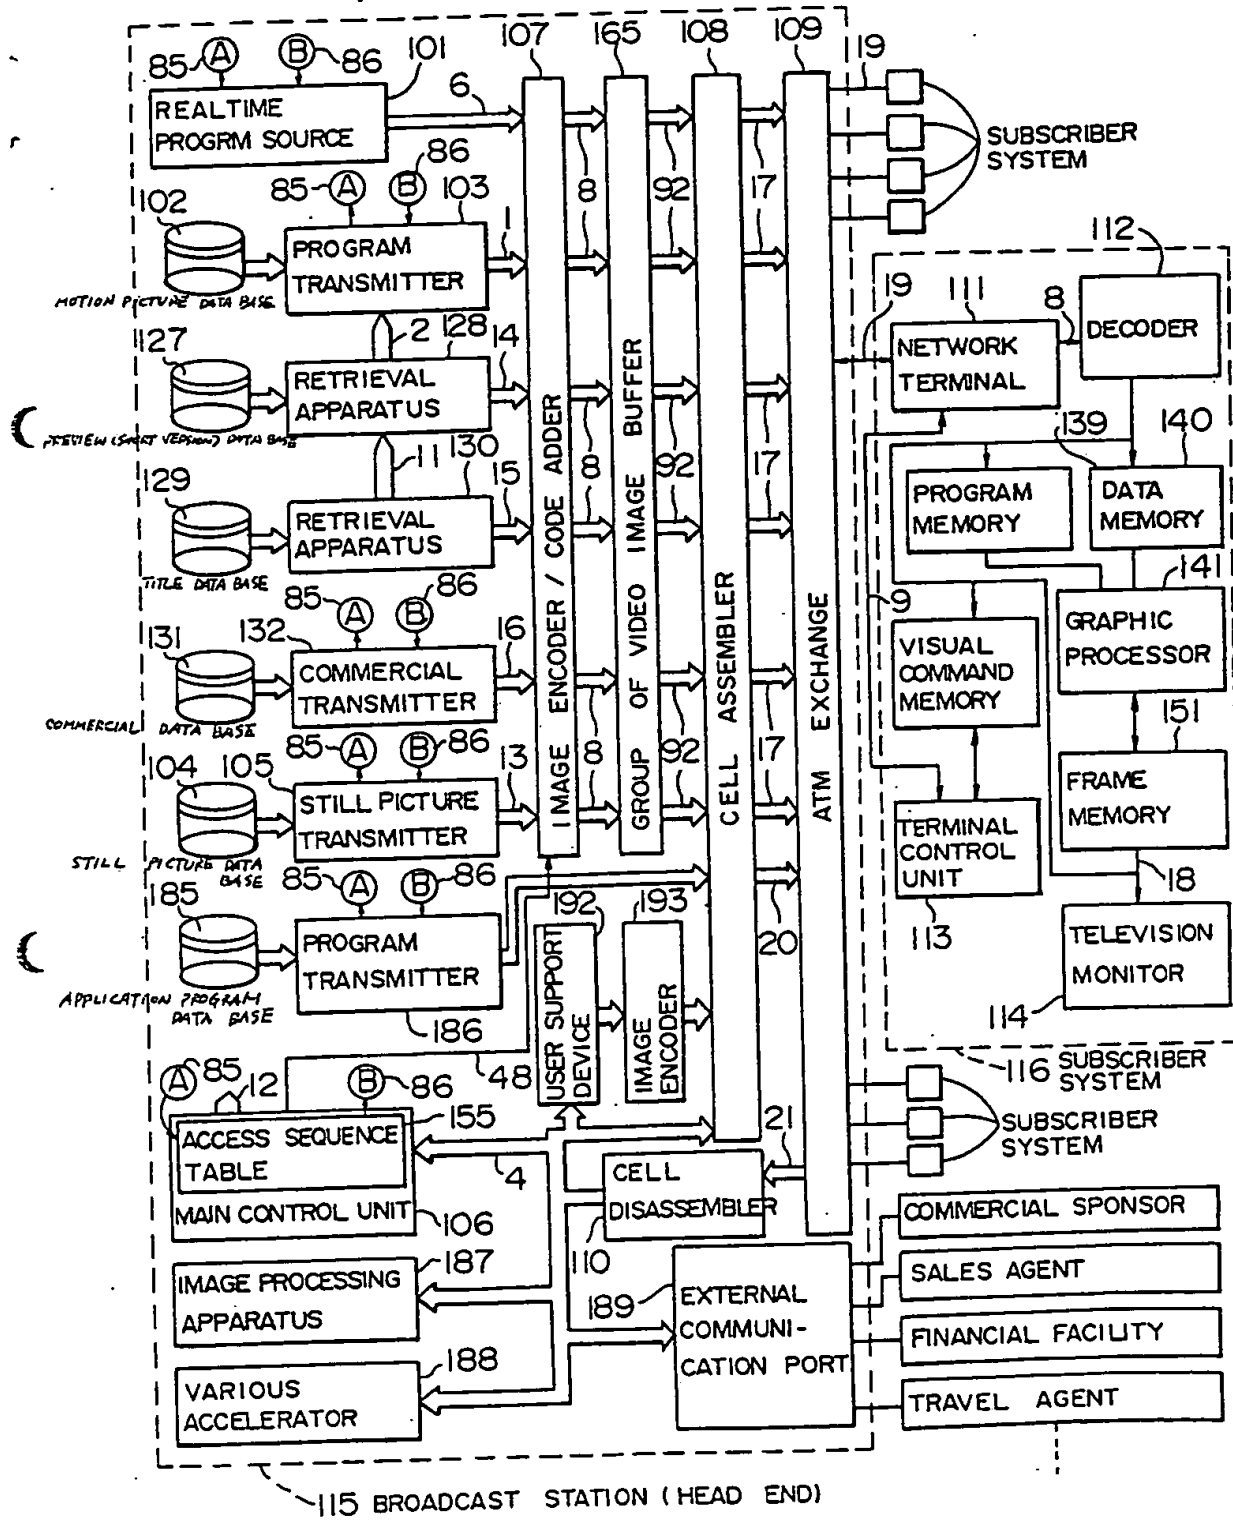 107
165
108
109
A
B
85
86
101
6
19
REALTIME
PROGRM SOURCE
SUBSCRIBER
SYSTEM
8
92
17
85
A
B
86
103
102
1
PROGRAM
TRANSMITTER
MOTION PICTURE DATA BASE
112
19
111
8
DECODER
NETWORK
TERMINAL
2
128
14
127
RETRIEVAL
APPARATUS
PREVIEW (SHORT VERSION) DATA BASE
8
92
17
139
140
PROGRAM
MEMORY
DATA
MEMORY
11
130
15
129
RETRIEVAL
APPARATUS
TITLE DATA BASE
141
9
GRAPHIC
PROCESSOR
VISUAL
COMMAND
MEMORY
85
A
B
86
131
132
16
COMMERCIAL
TRANSMITTER
COMMERCIAL DATA BASE
8
92
17
151
FRAME
MEMORY
85
A
B
86
104
105
13
STILL PICTURE
TRANSMITTER
STILL PICTURE DATA
BASE
TERMINAL
CONTROL
UNIT
113
18
IMAGE ENCODER / CODE ADDER
GROUP OF VIDEO IMAGE BUFFER
CELL ASSEMBLER
ATM EXCHANGE
85
A
B
86
185
PROGRAM
TRANSMITTER
186
APPLICATION PROGRAM
DATA BASE
192
193
20
USER SUPPORT
DEVICE
IMAGE
ENCODER
TELEVISION
MONITOR
114
116 SUBSCRIBER
SYSTEM
A
85
12
B
86
48
155
ACCESS SEQUENCE
TABLE
MAIN CONTROL UNIT
106
4
21
CELL
DISASSEMBLER
110
SUBSCRIBER
SYSTEM
187
IMAGE PROCESSING
APPARATUS
189
EXTERNAL
COMMUNI-
CATION PORT
COMMERCIAL SPONSOR
SALES AGENT
FINANCIAL FACILITY
TRAVEL AGENT
188
VARIOUS
ACCELERATOR
115 BROADCAST STATION (HEAD END)